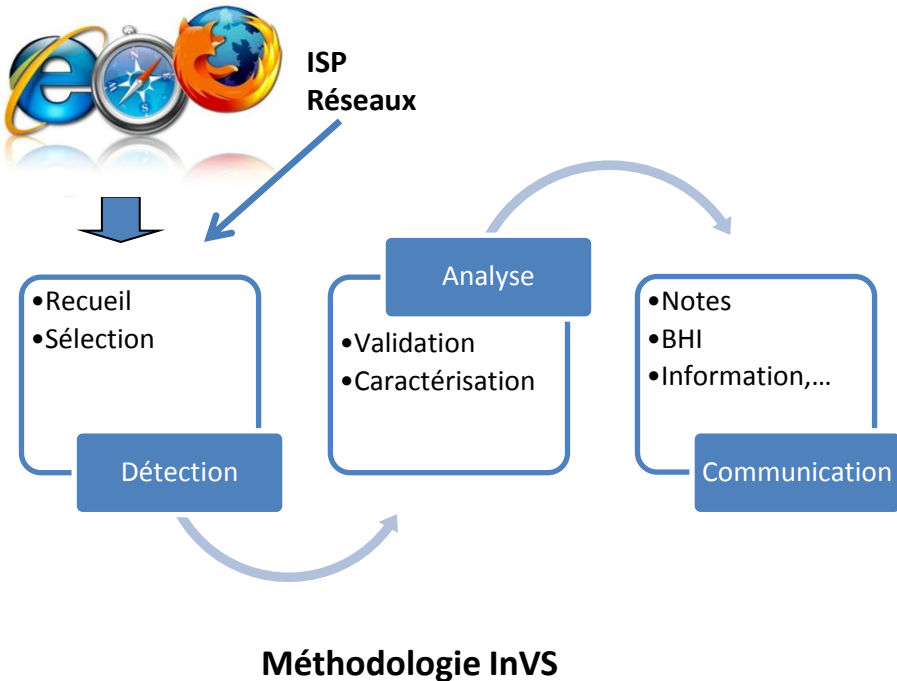 ISP
Réseaux
•Recueil
•Sélection
Détection
Analyse
•Validation
•Caractérisation
•Notes
•BHI
•Information,...
Communication
Méthodologie InVS